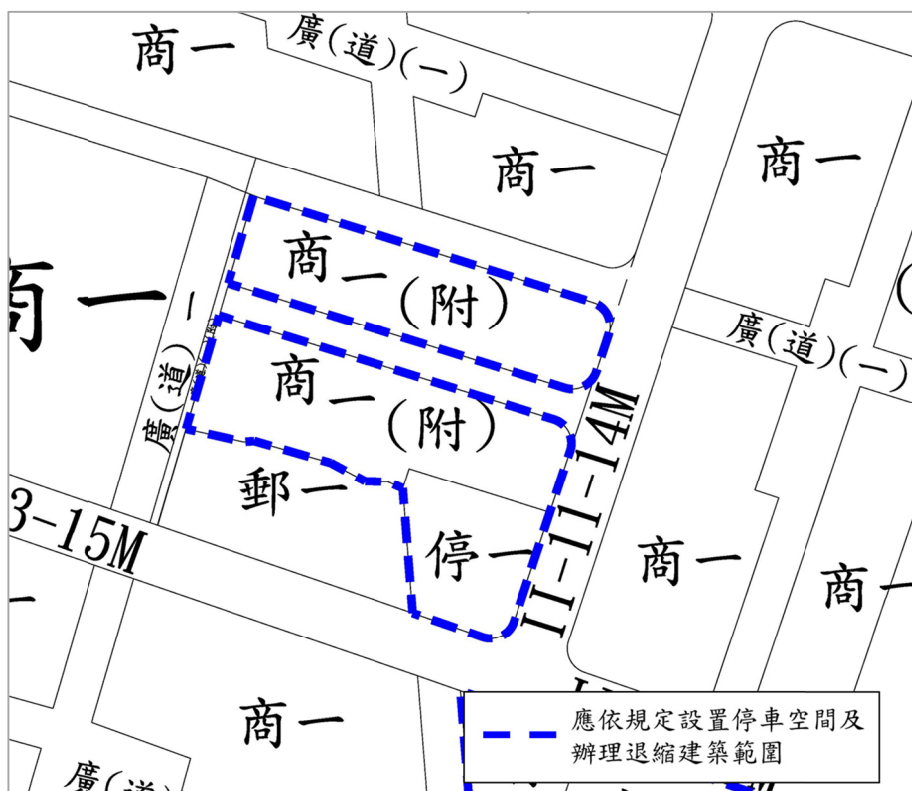 廣(道)(一)
商一
商一
商一
商一(附)
商一
廣(道)一
廣(道)(一)
商一(附)
郵一
停一
II-11-14M
3-15M
商一
商一
商一
應依規定設置停車空間及
辦理退縮建築範圍